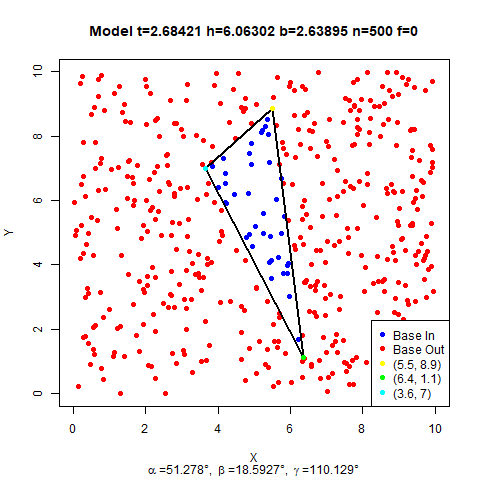 Model t=2.68421 h=6.06302 b=2.63895 n=500 f=0
10
8
6
4
2
0
Y
Base In
Base Out
(5.5, 8.9)
(6.4, 1.1)
(3.6, 7)
0 2 4 6 8 10
X
α =51.278°, β =18.5927°, γ =110.129°